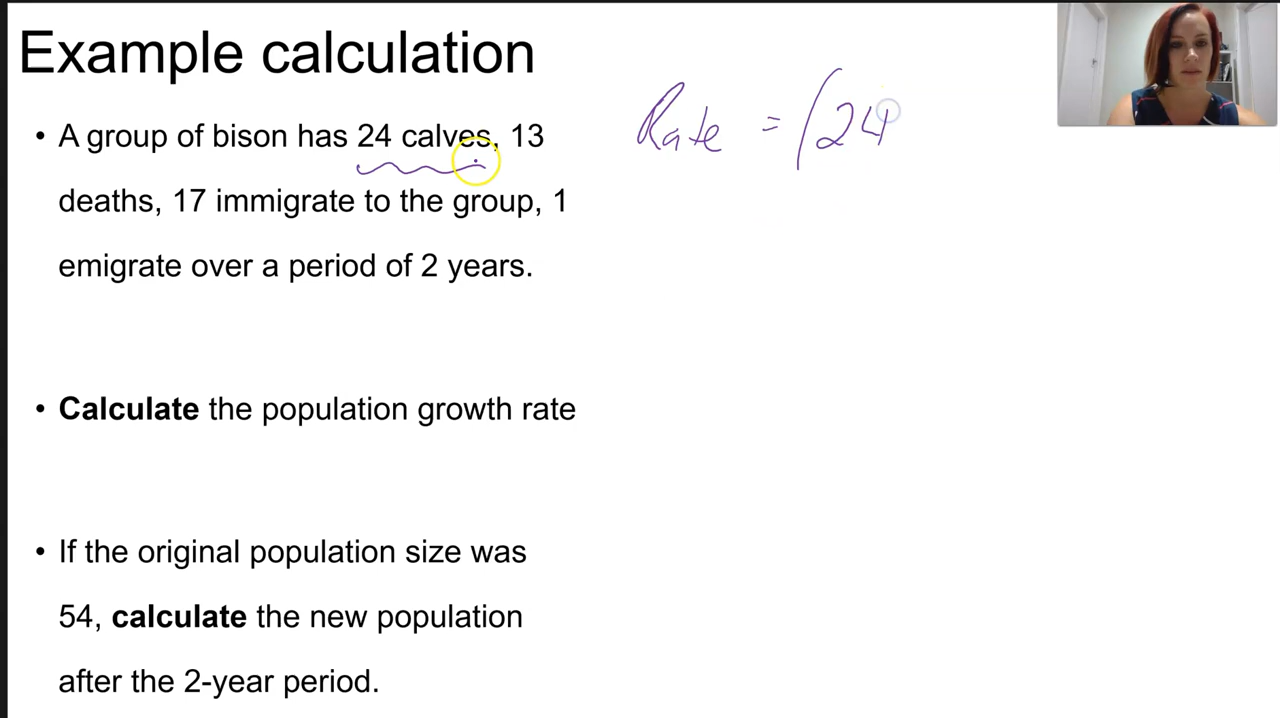 Example calculation
• A group of bison has 24 calves, 13
deaths, 17 immigrate to the group, 1
emigrate over a period of 2 years.
• Calculate the population growth rate
• If the original population size was
54, calculate the new population
after the 2-year period.
Rate = (24